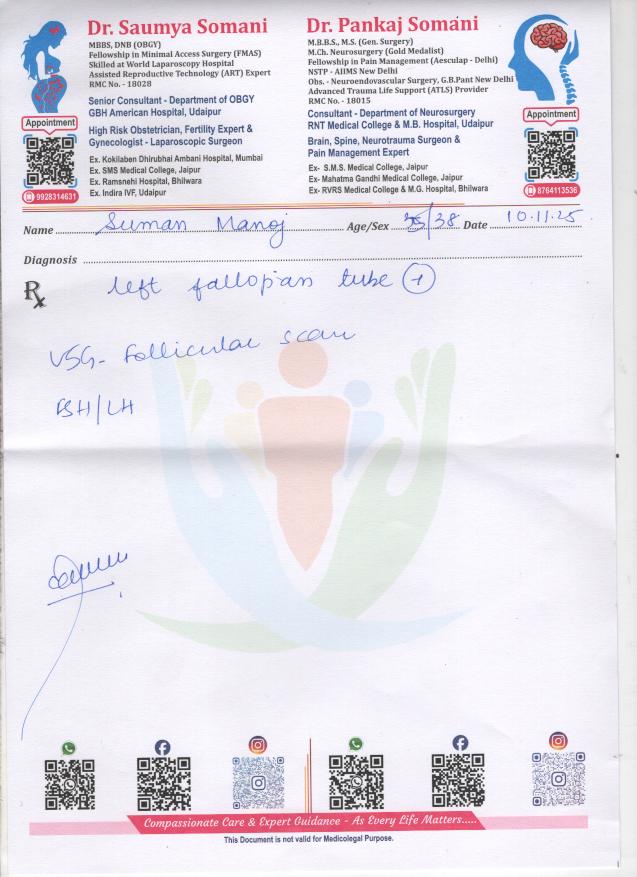 Dr. Saumya Somani
MBBS, DNB (OBGY)
Fellowship in Minimal Access Surgery (FMAS)
Skilled at World Laparoscopy Hospital
Assisted Reproductive Technology (ART) Expert
RMC No. - 18028
Senior Consultant - Department of OBGY
GBH American Hospital, Udaipur
High Risk Obstetrician, Fertility Expert &
Gynecologist - Laparoscopic Surgeon
Ex. Kokilaben Dhirubhai Ambani Hospital, Mumbai
Ex. SMS Medical College, Jaipur
Ex. Ramsnehi Hospital, Bhilwara
Ex. Indira IVF, Udaipur
Appointment
9928314631
Dr. Pankaj Somani
M.B.B.S., M.S. (Gen. Surgery)
M.Ch. Neurosurgery (Gold Medalist)
Fellowship in Pain Management (Aesculap - Delhi)
NSTP - AIIMS New Delhi
Obs. - Neuroendovascular Surgery, G.B.Pant New Delhi
Advanced Trauma Life Support (ATLS) Provider
RMC No. - 18015
Consultant - Department of Neurosurgery
RNT Medical College & M.B. Hospital, Udaipur
Brain, Spine, Neurotrauma Surgeon &
Pain Management Expert
Ex- S.M.S. Medical College, Jaipur
Ex- Mahatma Gandhi Medical College, Jaipur
Ex- RVRS Medical College & M.G. Hospital, Bhilwara
Appointment
8764113536
Name Suman Manoj Age/Sex 35/38 Date 10.11.25
Diagnosis
Rx left fallopian tube (+)
USG- Follicular scan
FSH/LH
Compassionate Care & Expert Guidance - As Every Life Matters.....
This Document is not valid for Medicolegal Purpose.